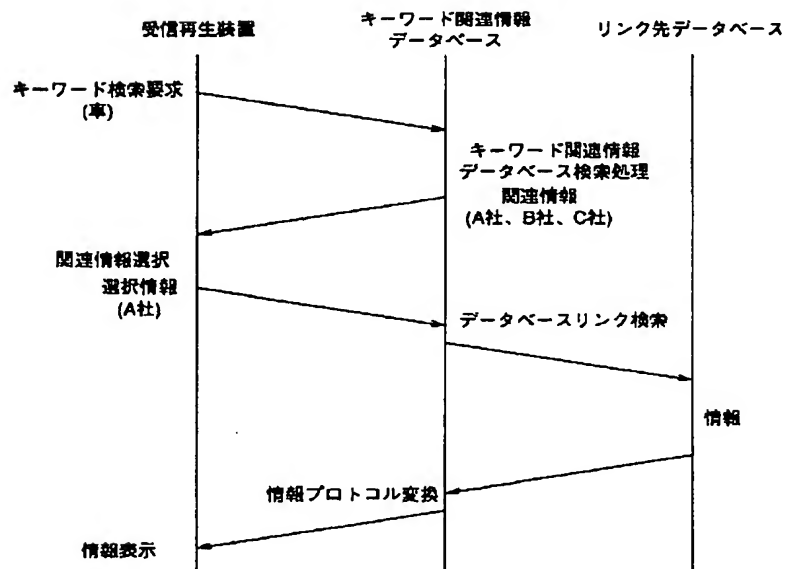 受信再生装置
キーワード関連情報
データベース
リンク先データベース
キーワード検索要求
(車)
キーワード関連情報
データベース検索処理
関連情報
(A社、B社、C社)
関連情報選択
選択情報
(A社)
データベースリンク検索
情報
情報プロトコル変換
情報表示